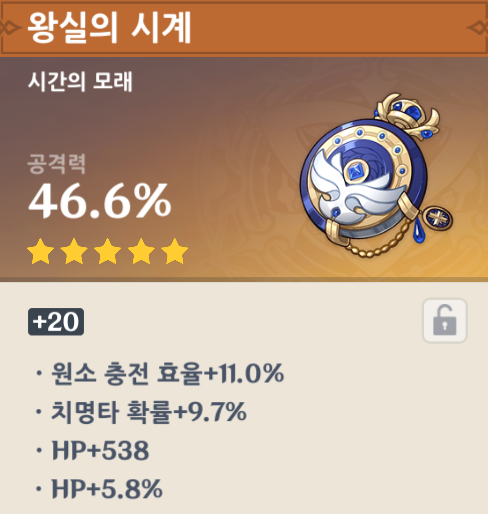 왕실의 시계
시간의 모래
공격력
46.6%
+20
· 원소 충전 효율+11.0%
· 치명타 확률+9.7%
· HP+538
· HP+5.8%